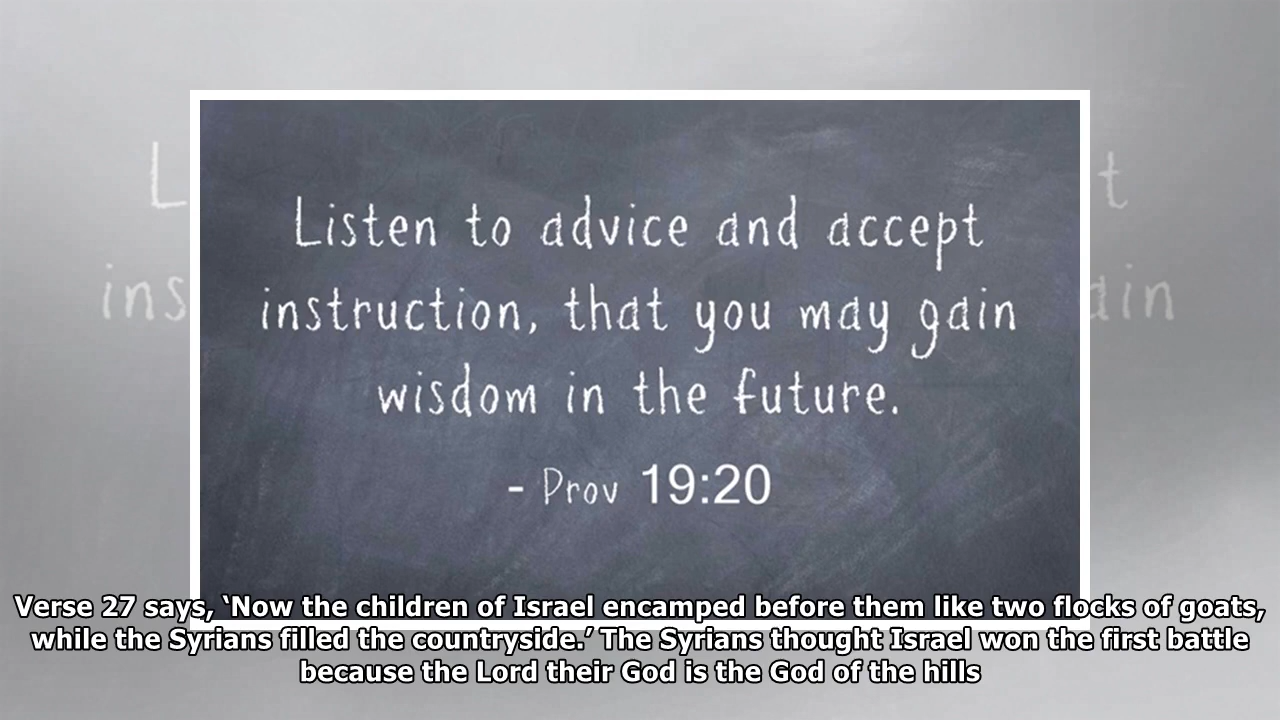 Listen to advice and accept
instruction, that you may gain
wisdom in the future.
- Prov 19:20
Verse 27 says, ‘Now the children of Israel encamped before them like two flocks of goats,
while the Syrians filled the countryside.’ The Syrians thought Israel won the first battle
because the Lord their God is the God of the hills